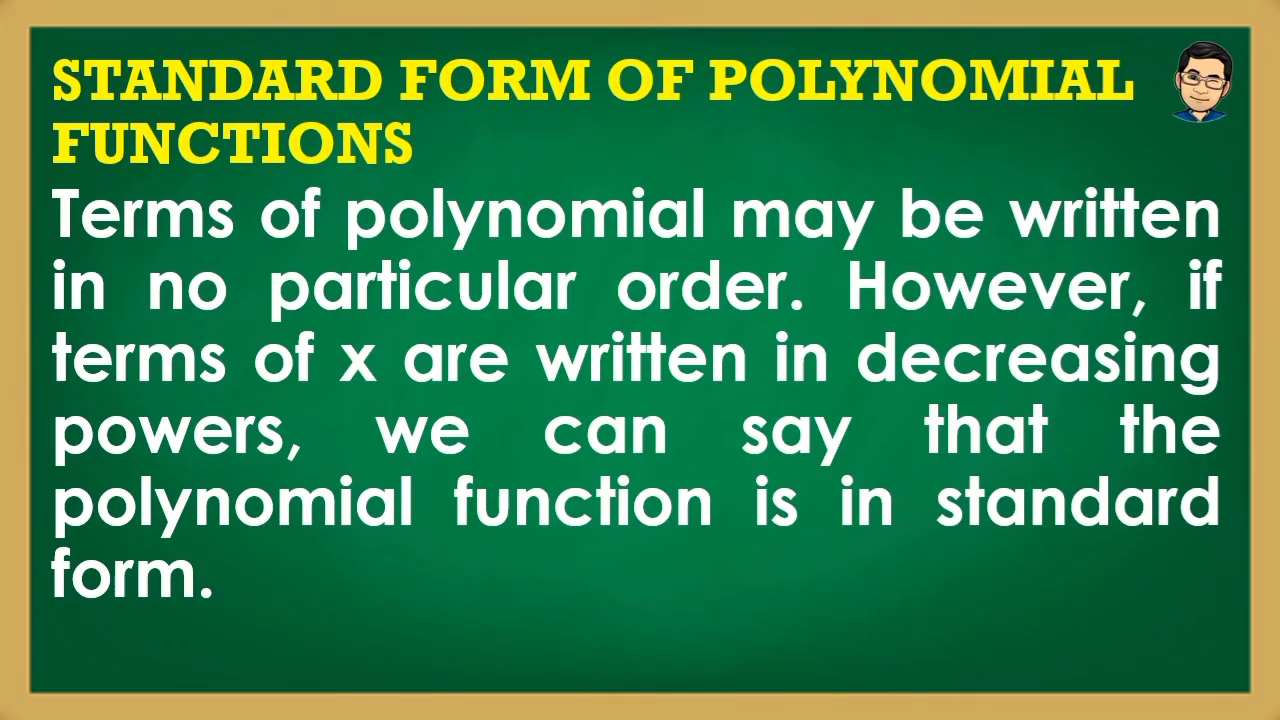 STANDARD FORM OF POLYNOMIAL
FUNCTIONS
Terms of polynomial may be written
in no particular order. However, if
terms of x are written in decreasing
powers, we can say that the
polynomial function is in standard
form.